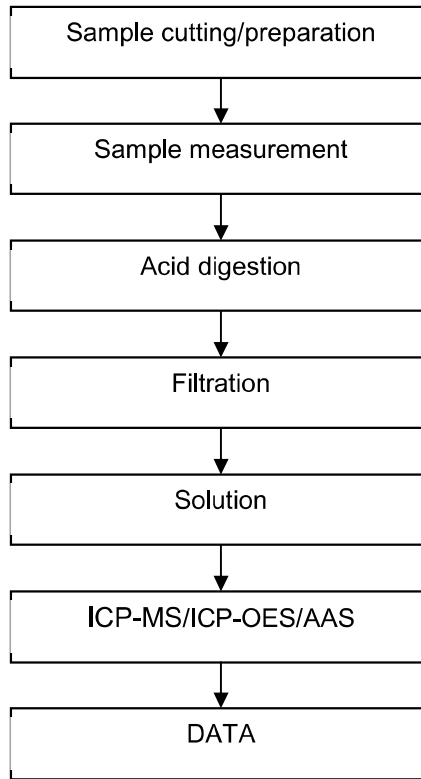 Sample cutting/preparation
Sample measurement
Acid digestion
Filtration
Solution
ICP-MS/ICP-OES/AAS
DATA